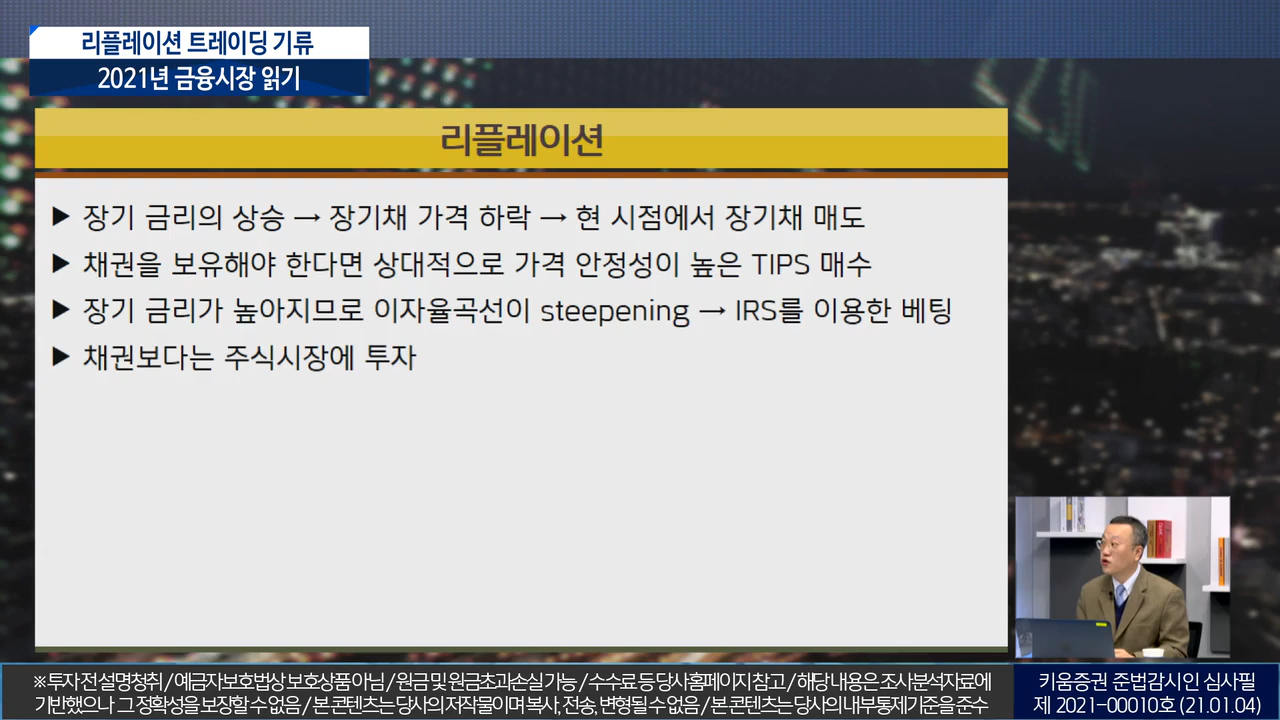 리플레이션 트레이딩 기류
2021년 금융시장 읽기
리플레이션
▶ 장기 금리의 상승 → 장기채 가격 하락 → 현 시점에서 장기채 매도
▶ 채권을 보유해야 한다면 상대적으로 가격 안정성이 높은 TIPS 매수
▶ 장기 금리가 높아지므로 이자율곡선이 steepening → IRS를 이용한 베팅
▶ 채권보다는 주식시장에 투자
※ 투자 전 설명청취 / 예금자보호법상 보호상품 아님 / 원금 및 원금초과손실 가능 / 수수료 등 당사홈페이지 참고 / 해당 내용은 조사분석자료에
기반했으나 그 정확성을 보장할 수 없음 / 본 콘텐츠는 당사의 저작물이며 복사, 전송, 변형될 수 없음 / 본 콘텐츠는 당사의 내부통제기준을 준수
키움증권 준법감시인 심사필
제 2021-00010호 (21.01.04)